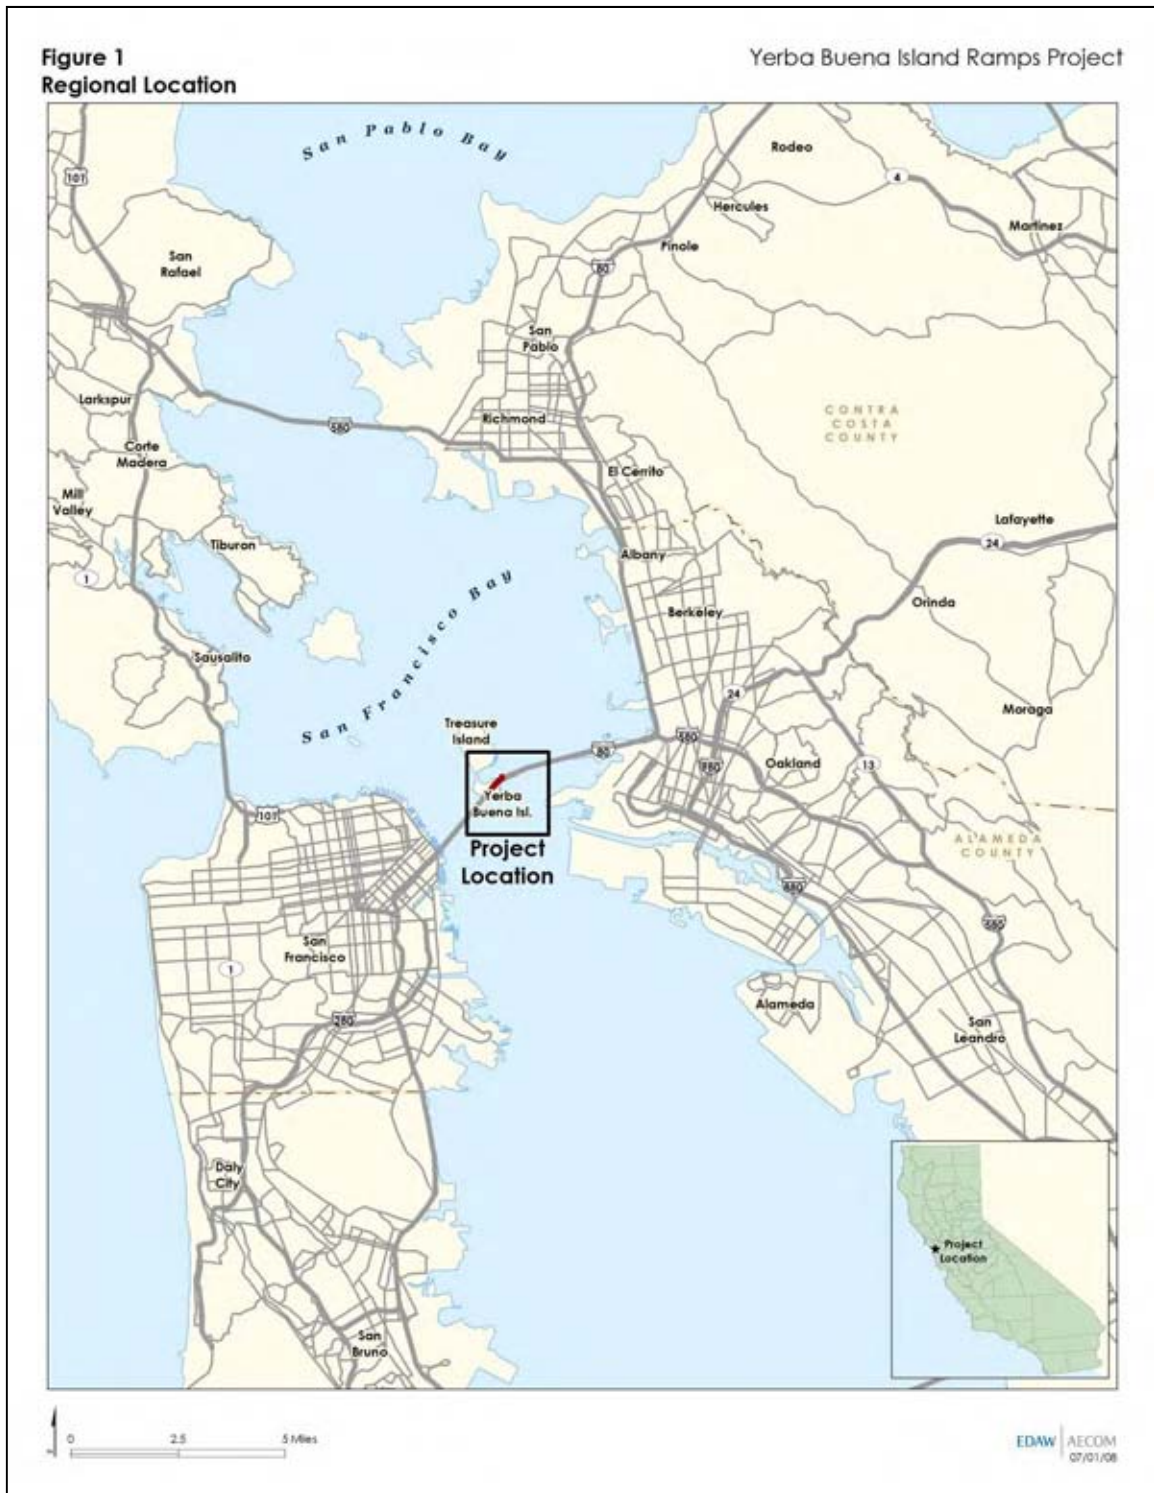 Figure 1
Regional Location
Yerba Buena Island Ramps Project
San Pablo Bay
Rodeo
101
4
Hercules
Martinez
Pinole
San
Rafael
80
San
Pablo
Larkspur
Richmond
CONTRA
COSTA
COUNTY
580
Corte
Madera
El Cerrito
Mill
Valley
Lafayette
24
Tiburon
Albany
1
San Francisco Bay
Orinda
Berkeley
Sausalito
24
Moraga
Treasure
Island
580
80
980
Oakland
13
Yerba
Buena Isl.
101
Project
Location
ALAMEDA
COUNTY
880
580
San
Francisco
1
Alameda
280
San
Leandro
Daly
City
Project
Location
San
Bruno
0 2.5 5 Miles
EDAW AECOM
07/01/08